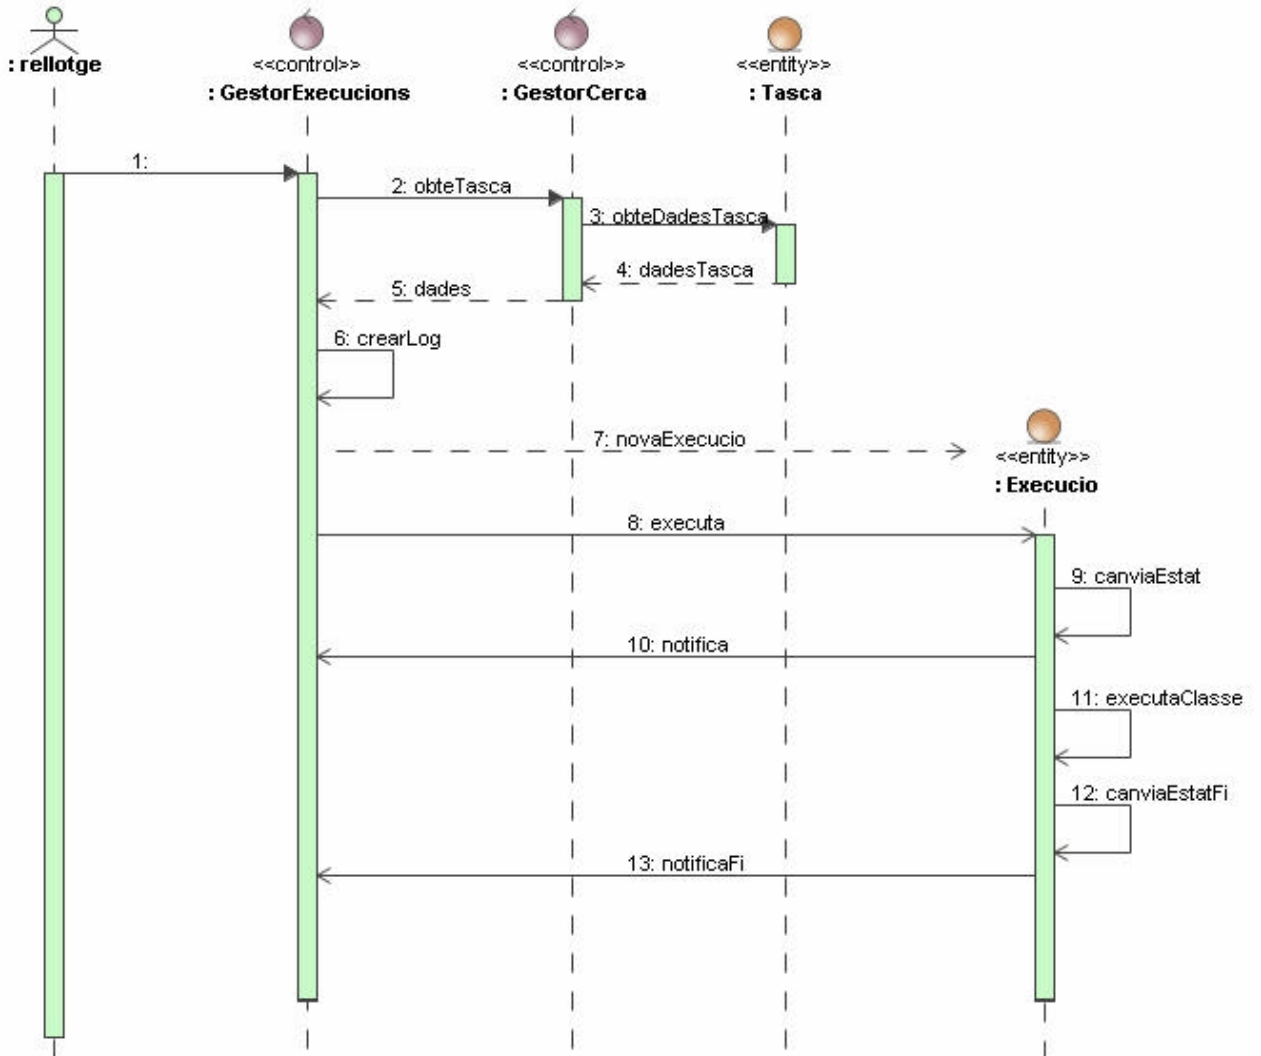 : rellotge
<<control>>
: GestorExecucions
<<control>>
: GestorCerca
<<entity>>
: Tasca
1:
2: obteTasca
3: obteDadesTasca
4: dadesTasca
5: dades
6: crearLog
7: novaExecucio
<<entity>>
: Execucio
8: executa
9: canviaEstat
10: notifica
11: executaClasse
12: canviaEstatFi
13: notificaFi